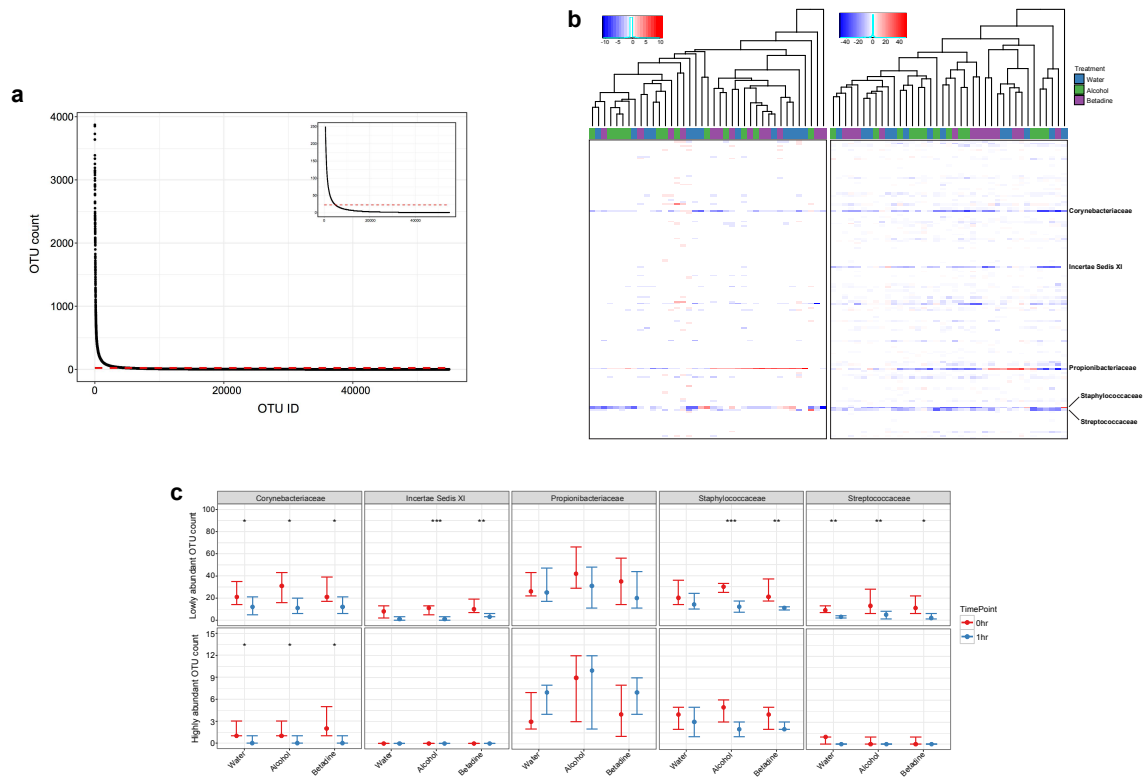 a
4000
3000
2000
1000
0
0
20000
40000
OTU count
OTU ID
250
200
150
100
50
0
0
20000
40000
b
-10 -5 0 5 10
-40 -20 0 20 40
Treatment
Water
Alcohol
Betadine
Corynebacteriaceae
Incertae Sedis XI
Propionibacteriaceae
Staphylococcaceae
Streptococcaceae
c
Corynebacteriaceae
Incertae Sedis XI
Propionibacteriaceae
Staphylococcaceae
Streptococcaceae
Lowly abundant OTU count
100
80
60
40
20
0
* * *
*** **
*** **
** ** *
Highly abundant OTU count
15
12
9
6
3
0
* * *
Water Alcohol Betadine
Water Alcohol Betadine
Water Alcohol Betadine
Water Alcohol Betadine
Water Alcohol Betadine
TimePoint
0hr
1hr